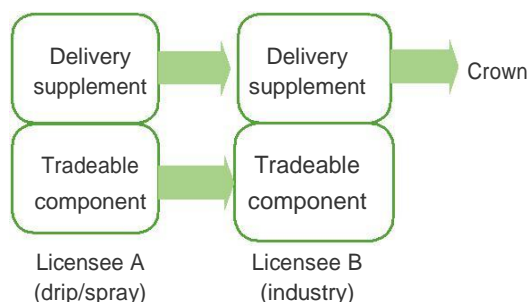 Delivery
supplement
Delivery
supplement
Crown
Tradeable
component
Tradeable
component
Licensee A
(drip/spray)
Licensee B
(industry)